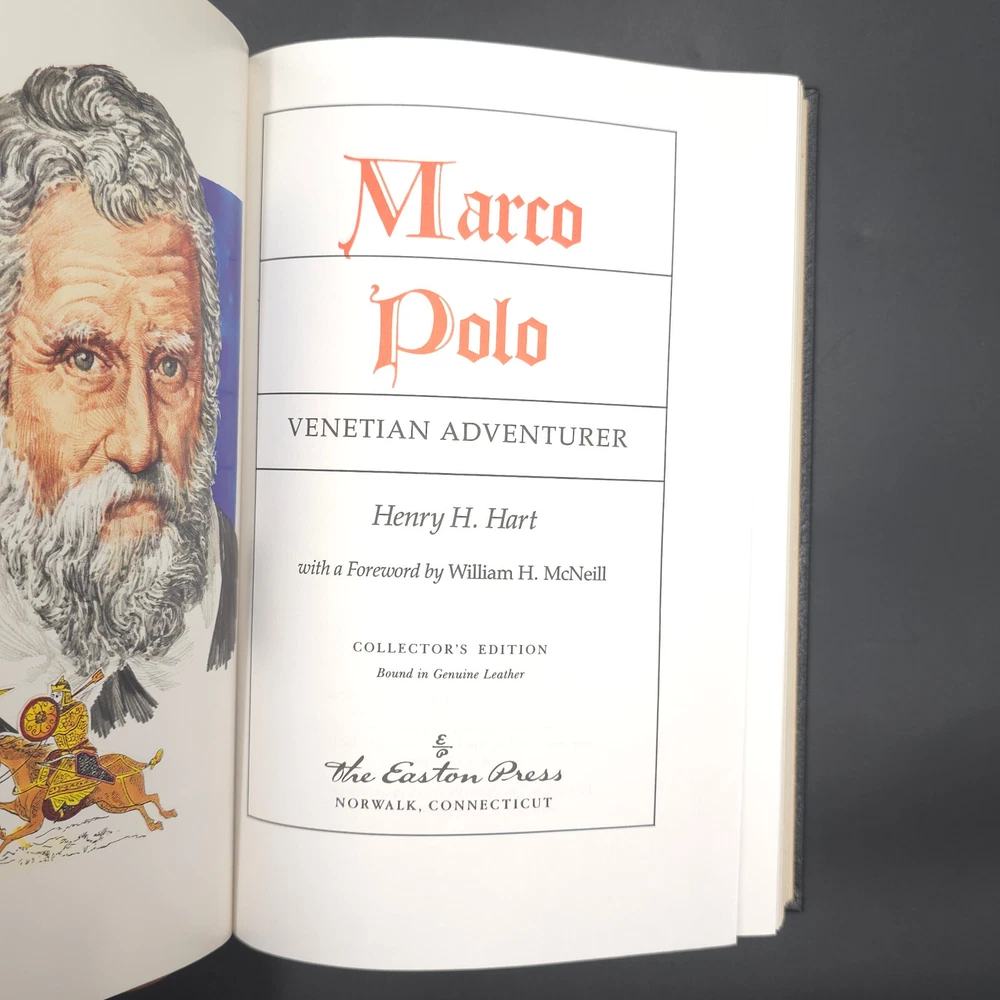 Marco
Polo
VENETIAN ADVENTURER
Henry H. Hart
with a Foreword by William H. McNeill
COLLECTOR'S EDITION
Bound in Genuine Leather
E
P
The Easton Press
NORWALK, CONNECTICUT